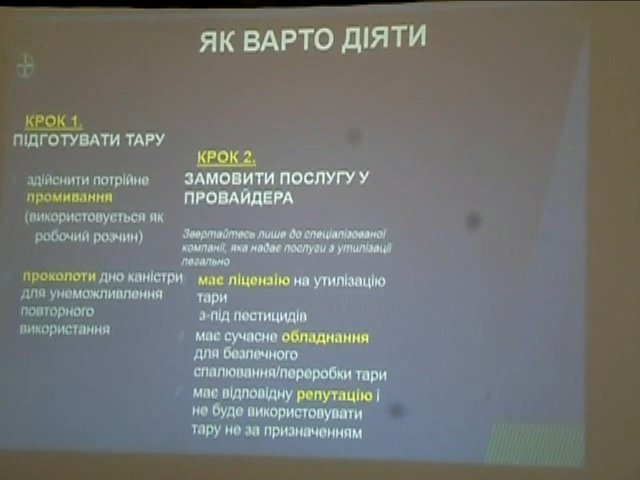 ЯК ВАРТО ДІЯТИ
КРОК 1.
ПІДГОТУВАТИ ТАРУ
здійснити потрійне
промивання
(використовується як
робочий розчин)
проколоти дно каністри
для унеможливлення
повторного
використання
КРОК 2.
ЗАМОВИТИ ПОСЛУГУ У
ПРОВАЙДЕРА
Звертайтесь лише до спеціалізованої
компанії, яка надає послуги з утилізації
легально
має ліцензію на утилізацію
тари
з-під пестицидів
має сучасне обладнання
для безпечного
спалювання/переробки тари
має відповідну репутацію і
не буде використовувати
тару не за призначенням